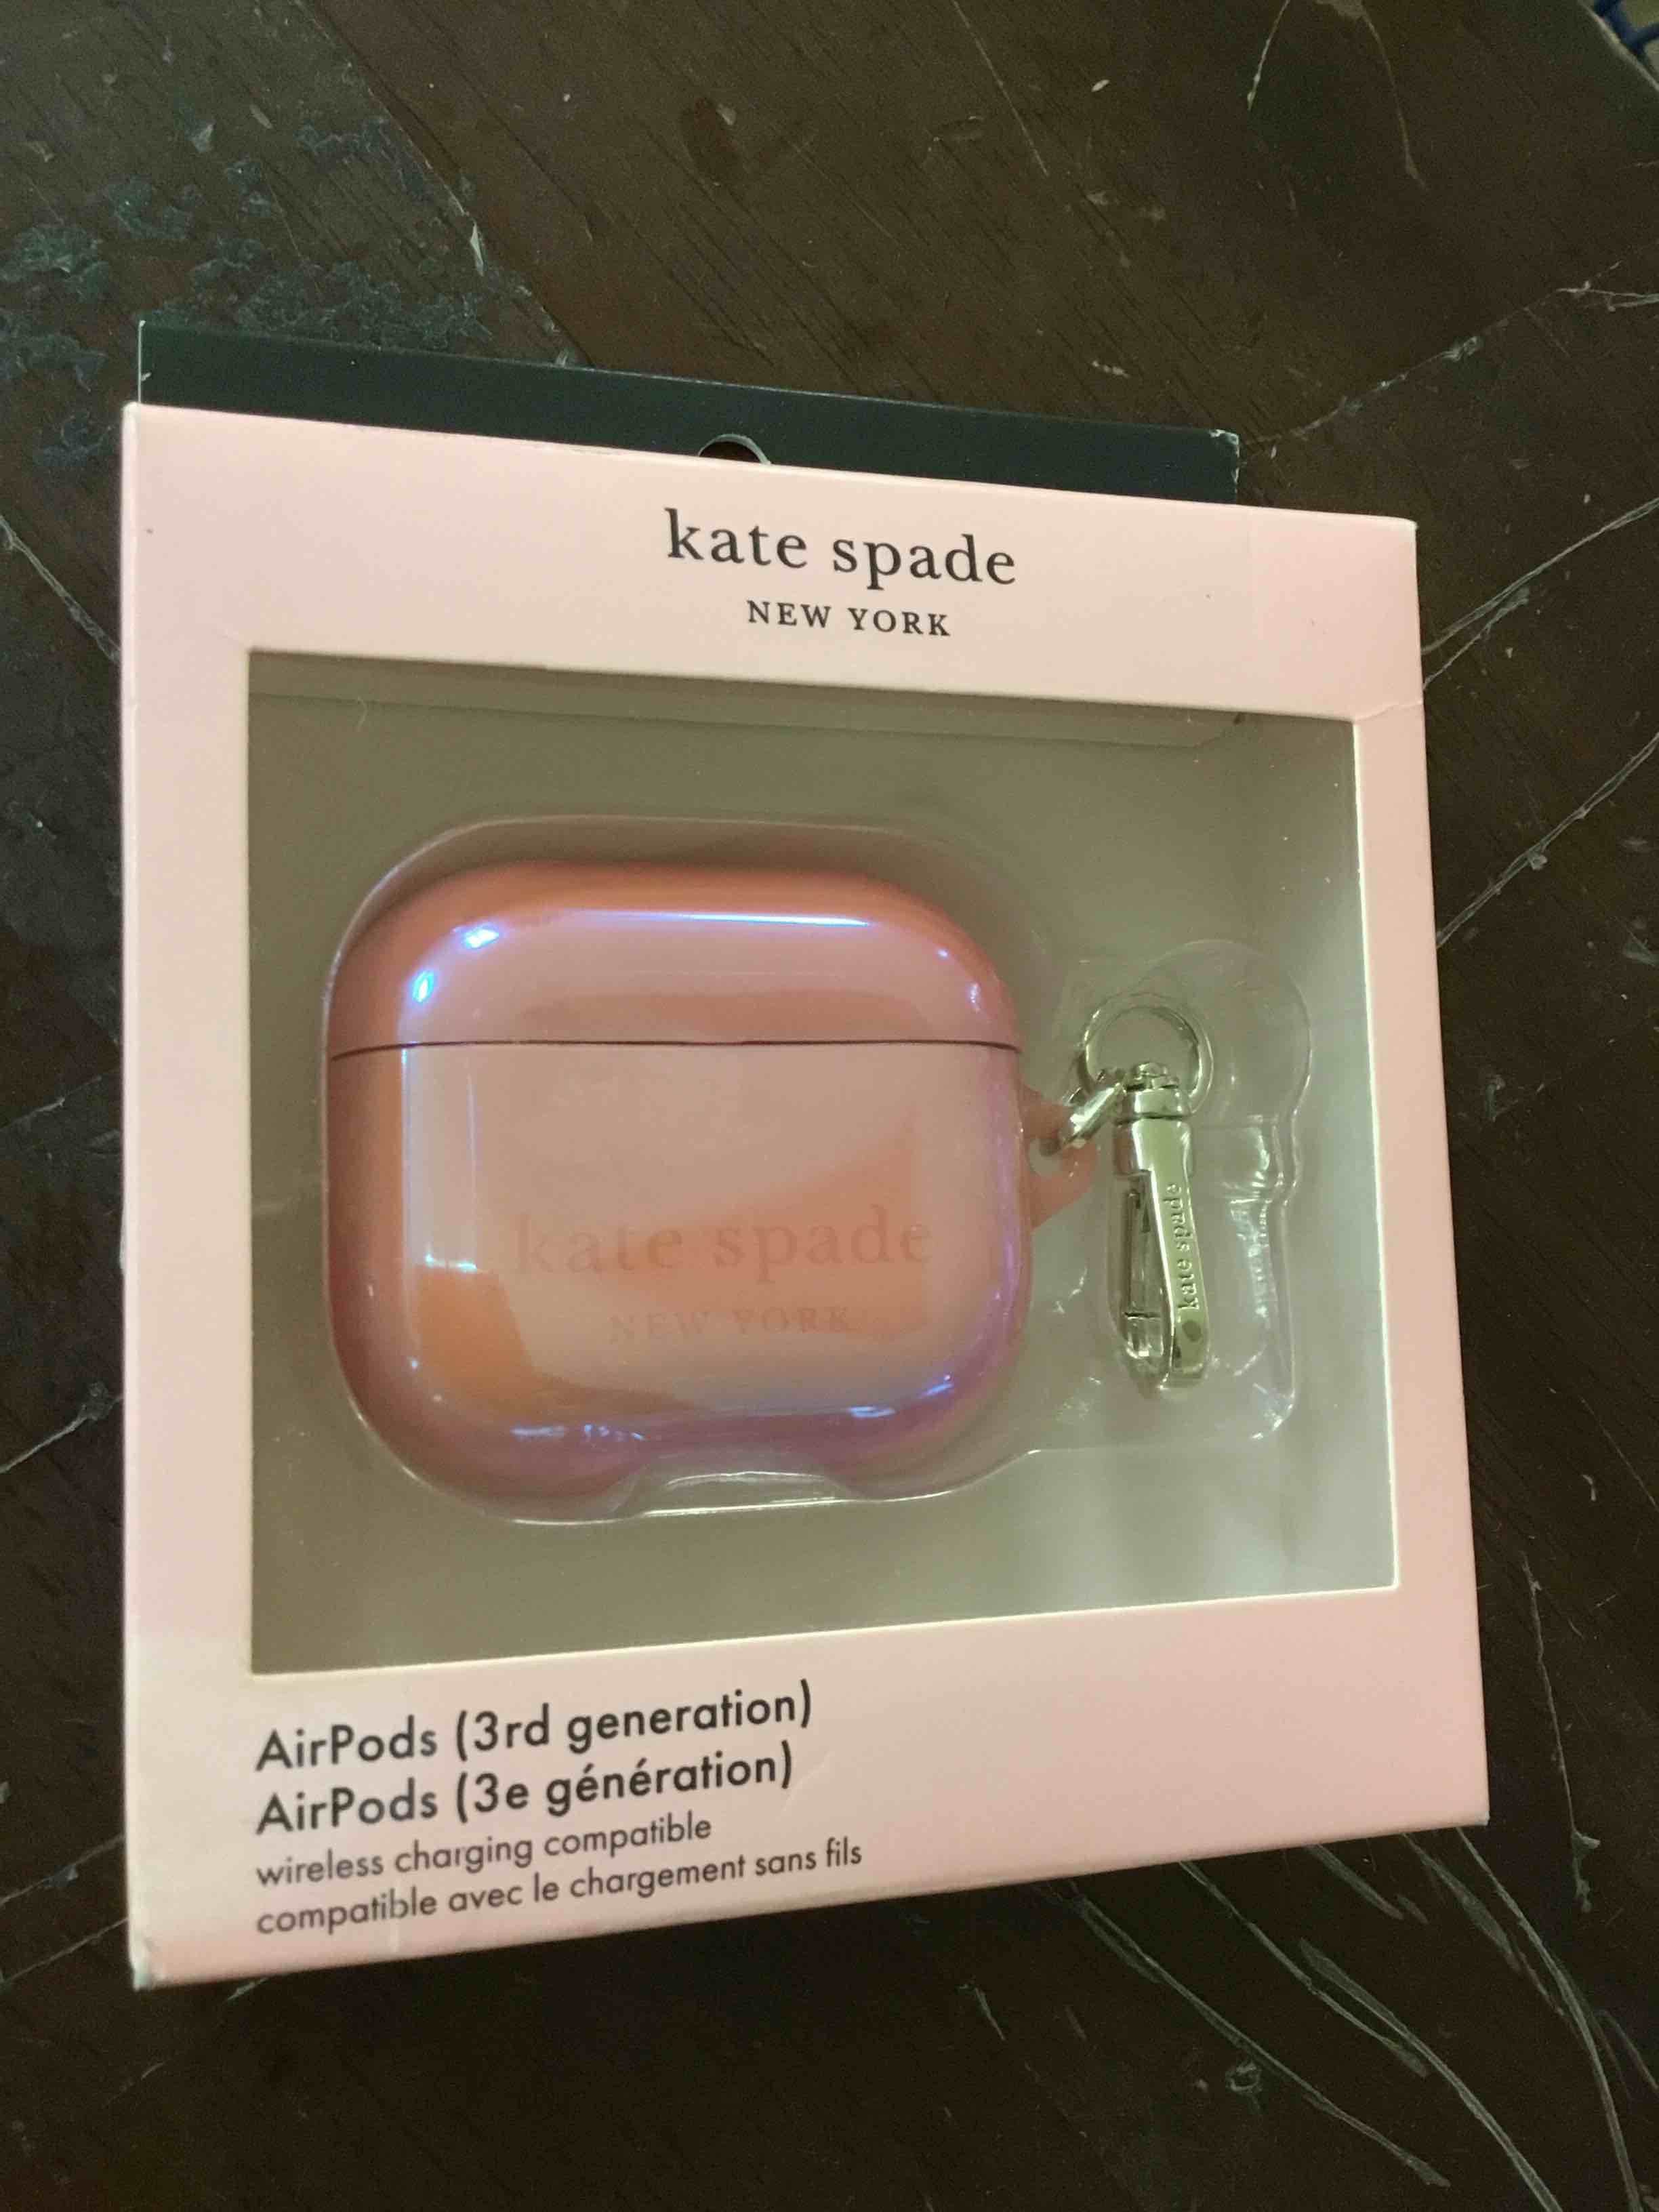 kate spade
NEW YORK
kate spade
NEW YORK
kate spade
AirPods (3rd generation)
AirPods (3e génération)
wireless charging compatible
compatible avec le chargement sans fils